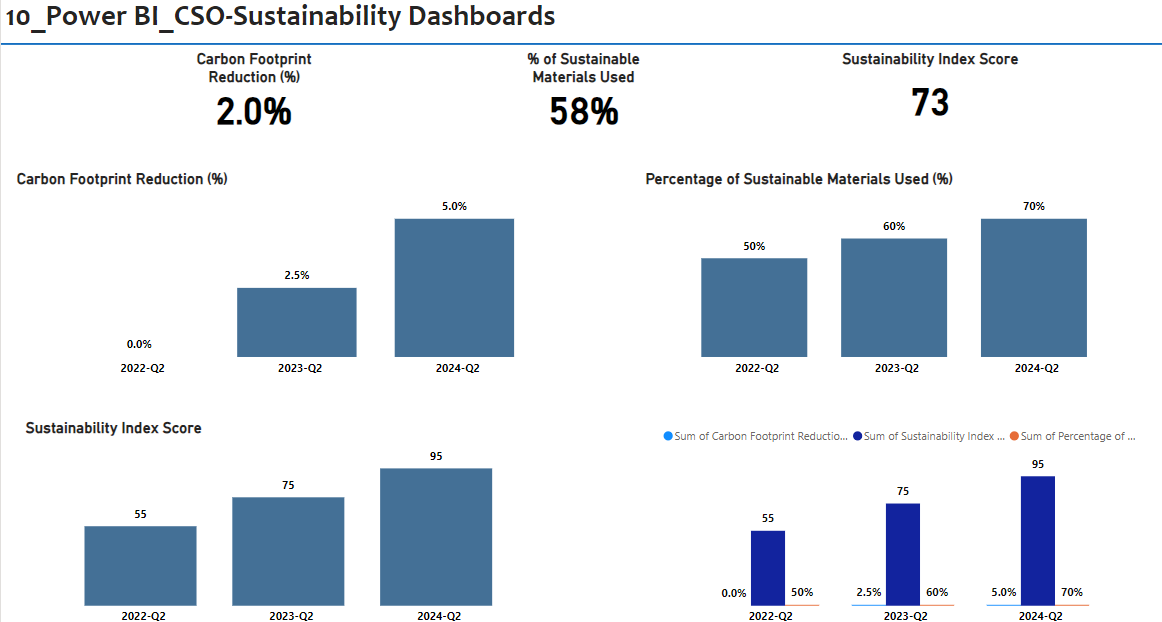 10_Power BI_CSO-Sustainability Dashboards
Carbon Footprint
Reduction (%)
2.0%
% of Sustainable
Materials Used
58%
Sustainability Index Score
73
Carbon Footprint Reduction (%)
5.0%
2.5%
0.0%
2022-Q2 2023-Q2 2024-Q2
Percentage of Sustainable Materials Used (%)
70%
60%
50%
2022-Q2 2023-Q2 2024-Q2
Sustainability Index Score
95
75
55
2022-Q2 2023-Q2 2024-Q2
Sum of Carbon Footprint Reductio... Sum of Sustainability Index ... Sum of Percentage of ...
95
75
55
0.0% 50% 2.5% 60% 5.0% 70%
2022-Q2 2023-Q2 2024-Q2